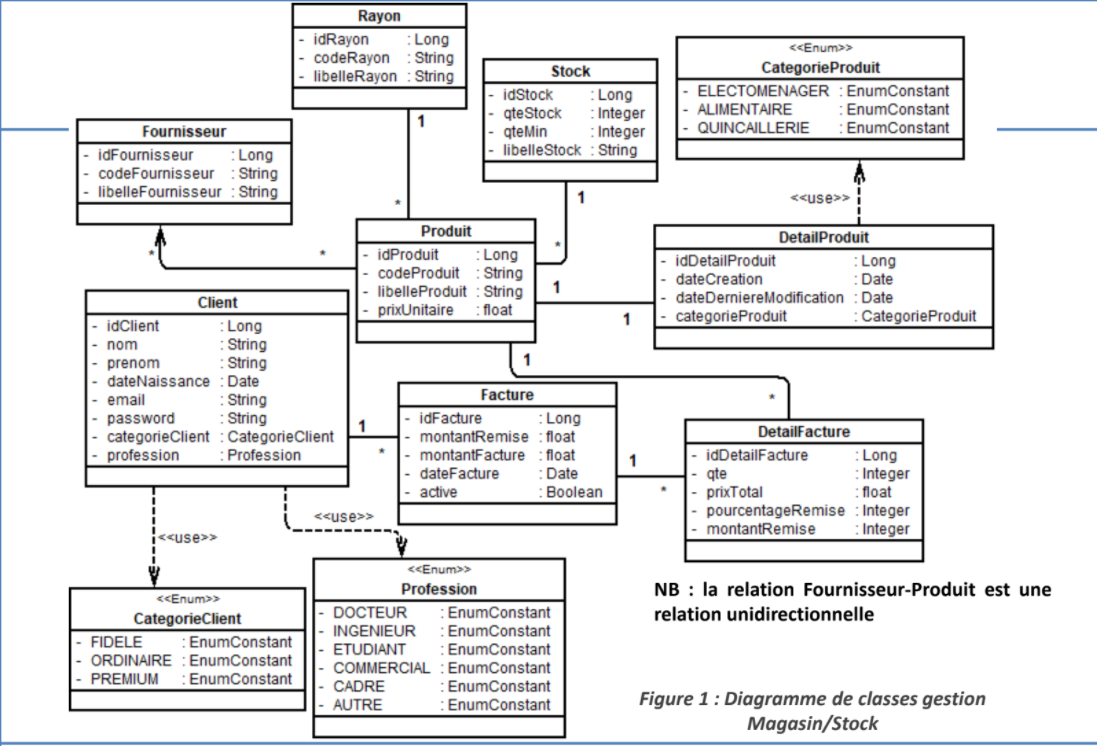 Rayon
- idRayon : Long
- codeRayon : String
- libelleRayon : String
1
*
Stock
- idStock : Long
- qteStock : Integer
- qteMin : Integer
- libelleStock : String
1
*
<<Enum>>
CategorieProduit
- ELECTOMENAGER : EnumConstant
- ALIMENTAIRE : EnumConstant
- QUINCAILLERIE : EnumConstant
<<use>>
Fournisseur
- idFournisseur : Long
- codeFournisseur : String
- libelleFournisseur : String
*
*
Produit
- idProduit : Long
- codeProduit : String
- libelleProduit : String
- prixUnitaire : float
1
1
DetailProduit
- idDetailProduit : Long
- dateCreation : Date
- dateDerniereModification : Date
- categorieProduit : CategorieProduit
1
*
Client
- idClient : Long
- nom : String
- prenom : String
- dateNaissance : Date
- email : String
- password : String
- categorieClient : CategorieClient
- profession : Profession
1
*
Facture
- idFacture : Long
- montantRemise : float
- montantFacture : float
- dateFacture : Date
- active : Boolean
1
*
DetailFacture
- idDetailFacture : Long
- qte : Integer
- prixTotal : float
- pourcentageRemise : Integer
- montantRemise : Integer
<<use>>
<<use>>
<<Enum>>
CategorieClient
- FIDELE : EnumConstant
- ORDINAIRE : EnumConstant
- PREMIUM : EnumConstant
<<Enum>>
Profession
- DOCTEUR : EnumConstant
- INGENIEUR : EnumConstant
- ETUDIANT : EnumConstant
- COMMERCIAL : EnumConstant
- CADRE : EnumConstant
- AUTRE : EnumConstant
NB : la relation Fournisseur-Produit est une
relation unidirectionnelle
Figure 1 : Diagramme de classes gestion
Magasin/Stock